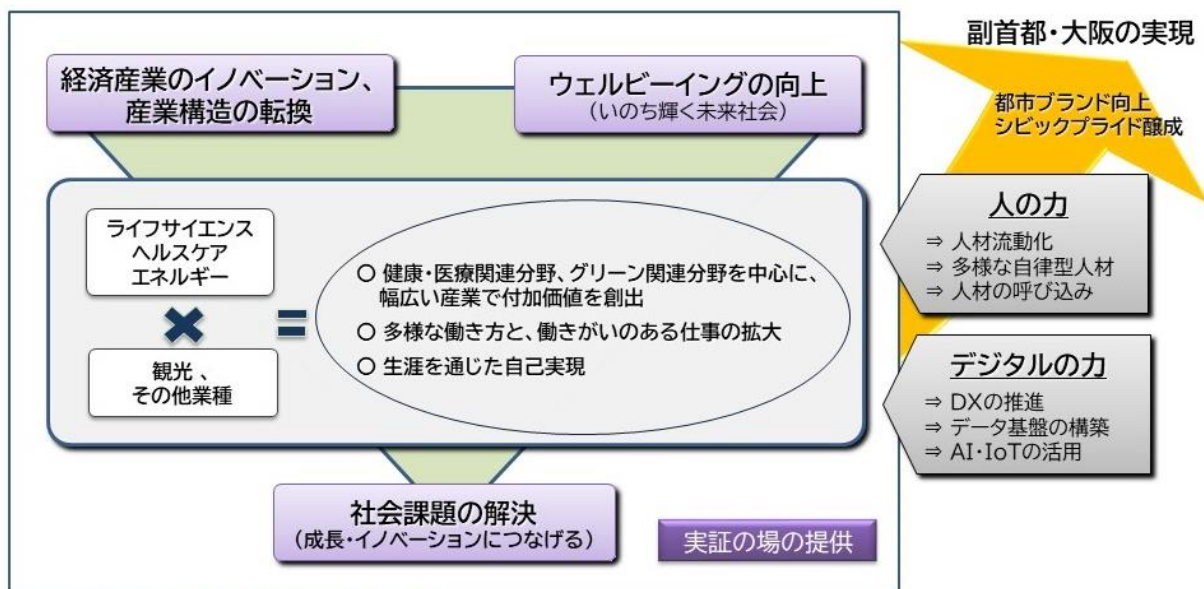 副首都・大阪の実現
経済産業のイノベーション、
産業構造の転換
ウェルビーイングの向上
(いのち輝く未来社会)
都市ブランド向上
シビックプライド醸成
ライフサイエンス
ヘルスケア
エネルギー
観光 、
その他業種
=
○ 健康・医療関連分野、グリーン関連分野を中心に、
幅広い産業で付加価値を創出
○ 多様な働き方と、働きがいのある仕事の拡大
○ 生涯を通じた自己実現
人の力
⇒ 人材流動化
⇒ 多様な自律型人材
⇒ 人材の呼び込み
デジタルの力
⇒ DXの推進
⇒ データ基盤の構築
⇒ AI・IoTの活用
社会課題の解決
(成長・イノベーションにつなげる)
実証の場の提供